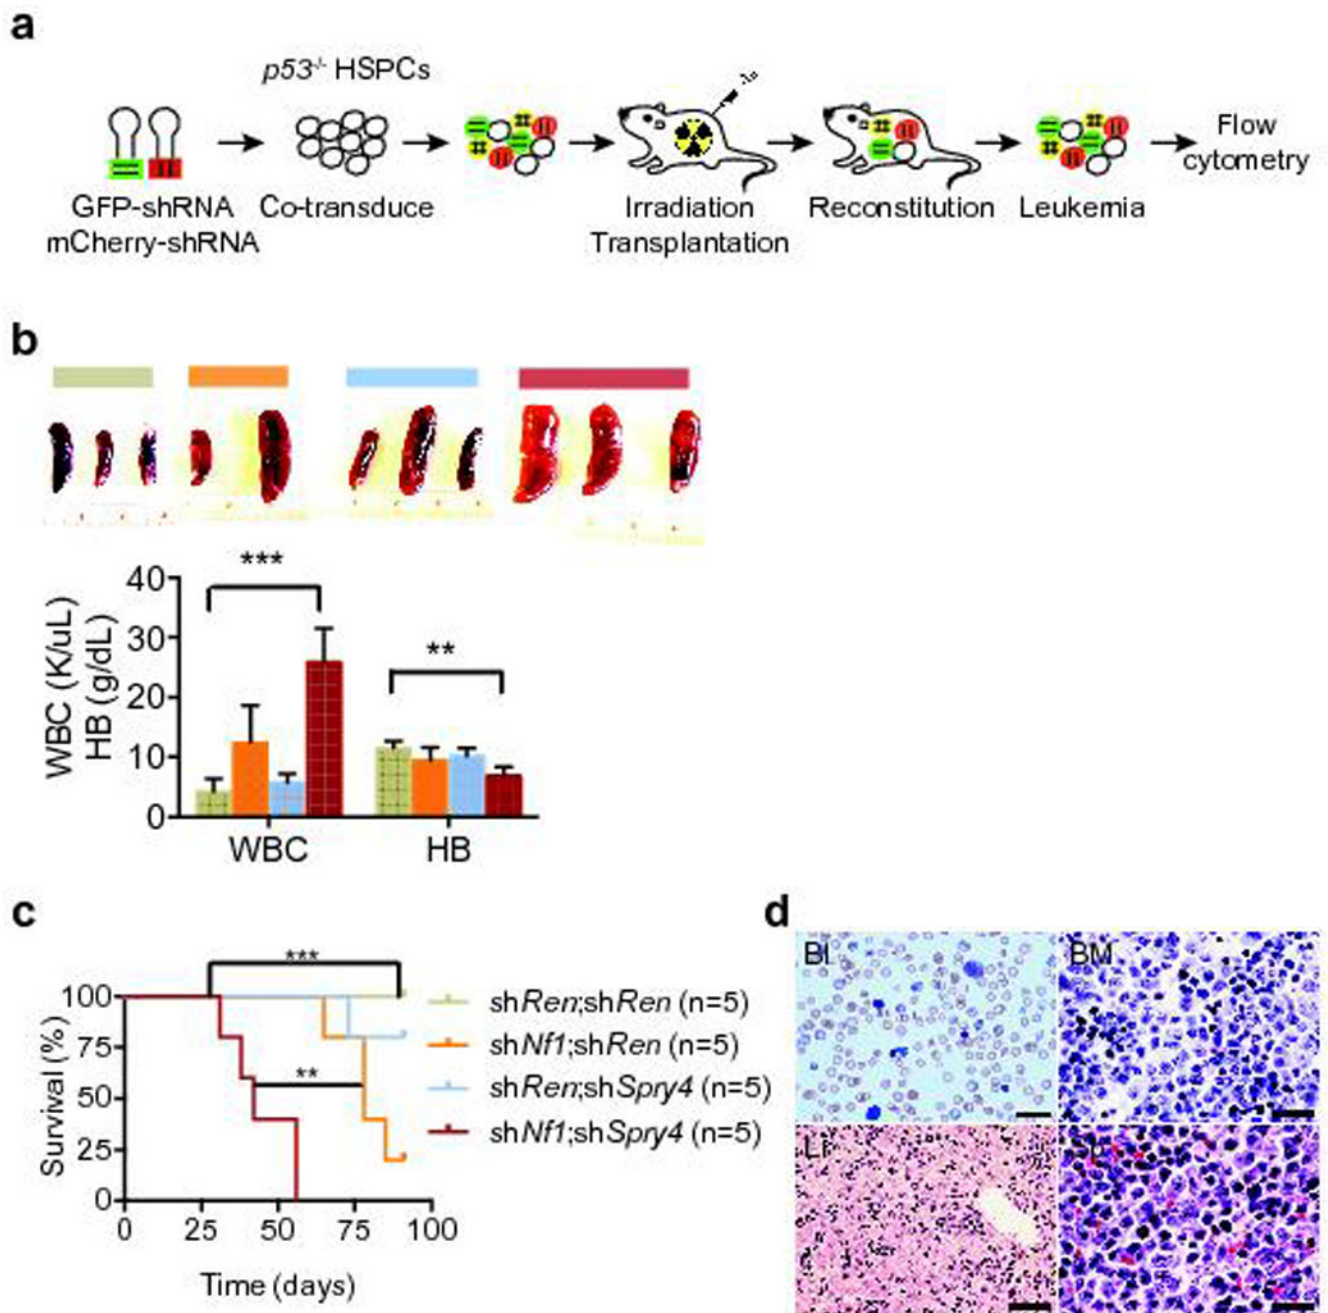 a
p53-/- HSPCs
GFP-shRNA
mCherry-shRNA
Co-transduce
Irradiation
Transplantation
Reconstitution
Leukemia
Flow
cytometry
b
***
**
WBC (K/uL)
HB (g/dL)
40
30
20
10
0
WBC
HB
c
***
**
Survival (%)
100
75
50
25
0
0 25 50 75 100
Time (days)
shRen;shRen (n=5)
shNf1;shRen (n=5)
shRen;shSpry4 (n=5)
shNf1;shSpry4 (n=5)
d
Bl
BM
Sp